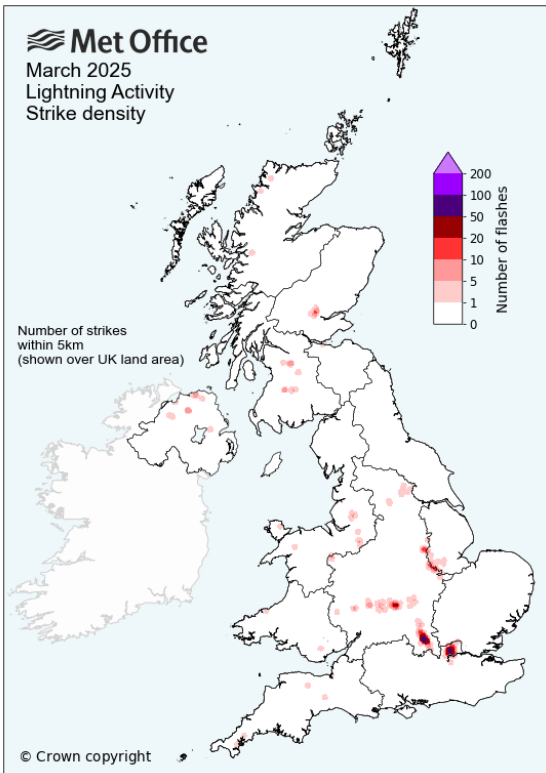 Met Office
March 2025
Lightning Activity
Strike density
200
100
50
20
10
5
1
0
Number of flashes
Number of strikes
within 5km
(shown over UK land area)
© Crown copyright